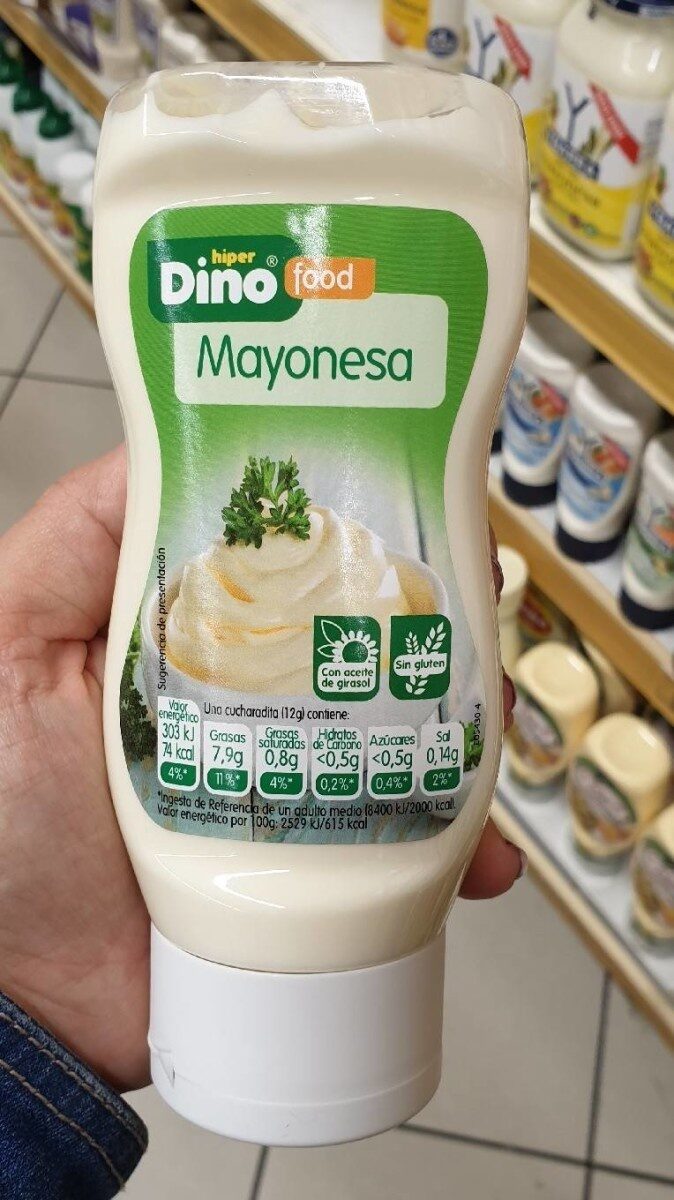 hiper
Dino® food
Mayonesa
Sugerencia de presentación
Con aceite
de girasol
Sin gluten
Una cucharadita (12g) contiene:
Valor
energético
303 kJ
74 kcal
4%*
Grasas
7,9g
11%*
Grasas
saturadas
0,8g
4%*
Hidratos
de Carbono
<0,5g
0,2%*
Azúcares
<0,5g
0,4%*
Sal
0,14g
2%*
*Ingesta de Referencia de un adulto medio (8400 kJ/2000 kcal).
Valor energético por 100g: 2529 kJ/615 kcal